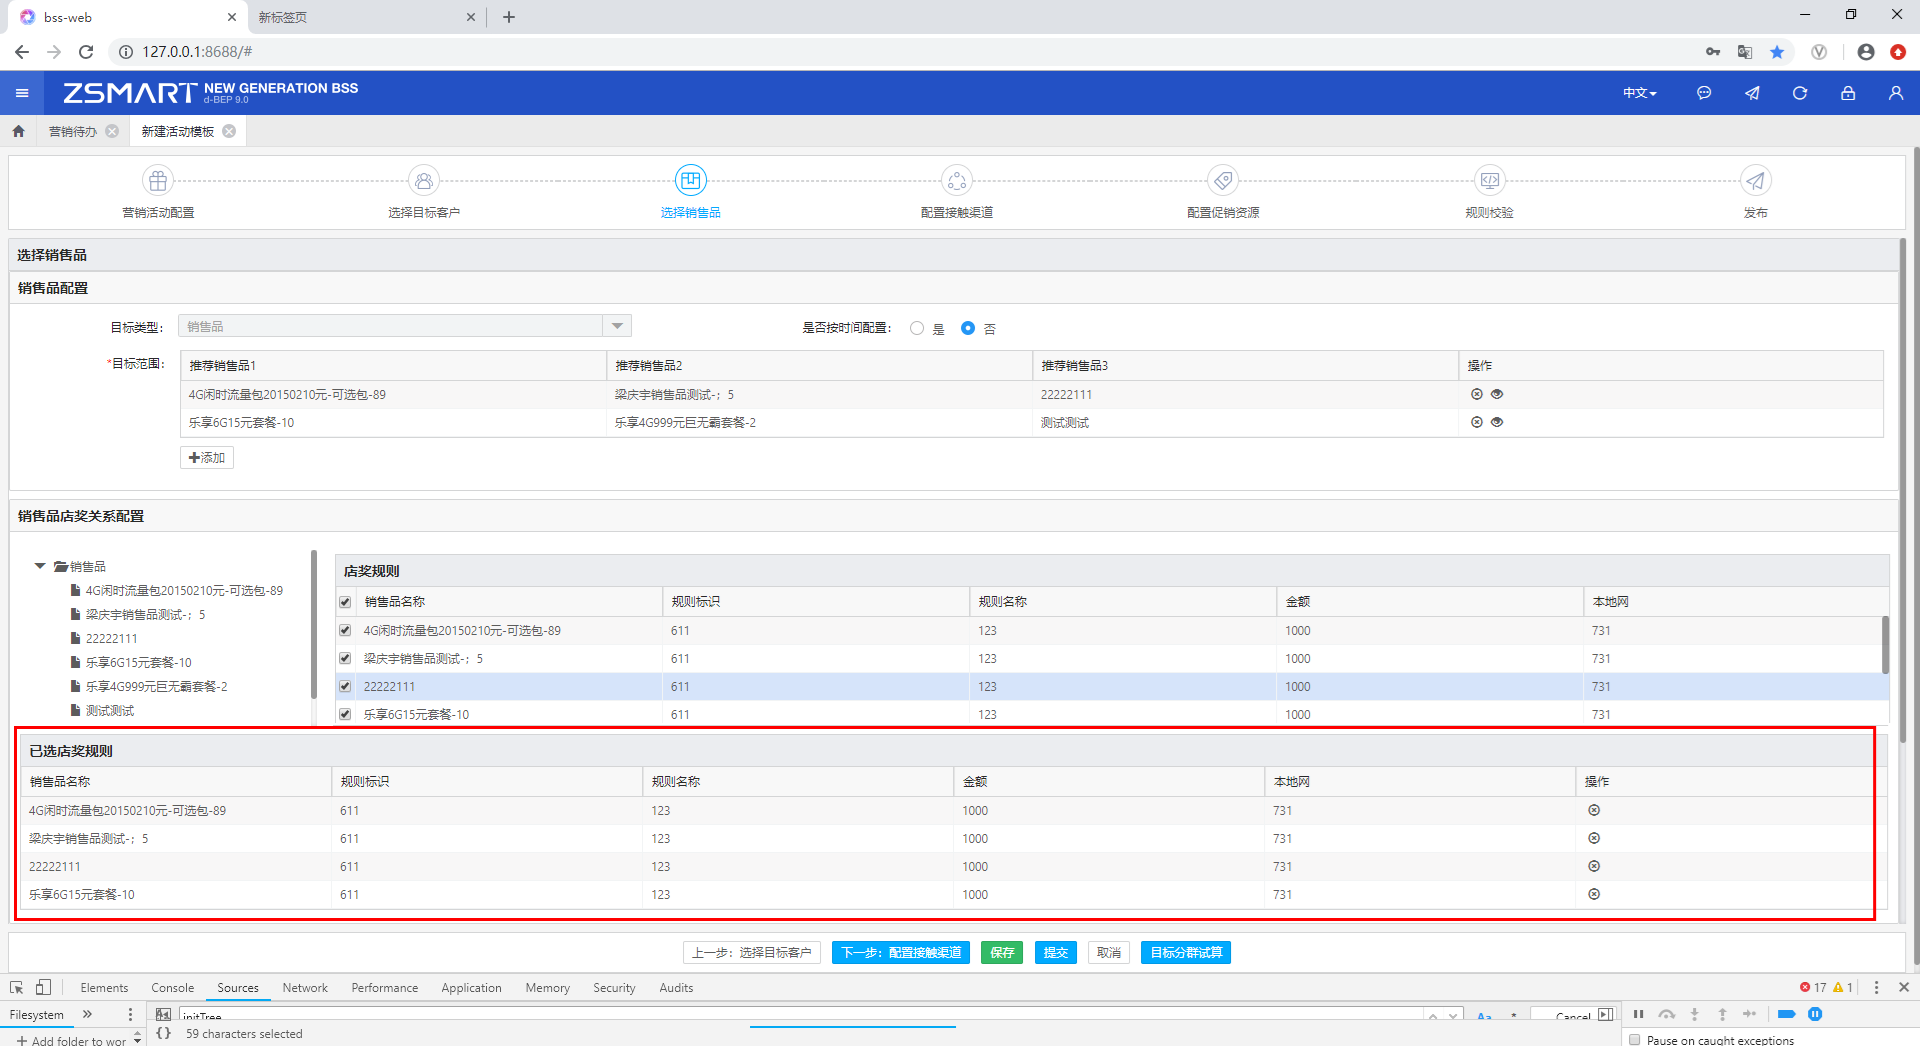 bss-web
新标签页
127.0.0.1:8688/#
ZSMART NEW GENERATION BSS
d-BEP 9.0
中文
营销待办
新建活动模板
营销活动配置
选择目标客户
选择销售品
配置接触渠道
配置促销资源
规则校验
发布
选择销售品
销售品配置
目标类型：
销售品
是否按时间配置：
是
否
*目标范围：
推荐销售品1 推荐销售品2 推荐销售品3 操作
4G闲时流量包20150210元-可选包-89 梁庆宇销售品测试-；5 22222111
乐享6G15元套餐-10 乐享4G999元巨无霸套餐-2 测试测试
添加
销售品店奖关系配置
销售品
4G闲时流量包20150210元-可选包-89
梁庆宇销售品测试-；5
22222111
乐享6G15元套餐-10
乐享4G999元巨无霸套餐-2
测试测试
店奖规则
销售品名称 规则标识 规则名称 金额 本地网
4G闲时流量包20150210元-可选包-89 611 123 1000 731
梁庆宇销售品测试-；5 611 123 1000 731
22222111 611 123 1000 731
乐享6G15元套餐-10 611 123 1000 731
已选店奖规则
销售品名称 规则标识 规则名称 金额 本地网 操作
4G闲时流量包20150210元-可选包-89 611 123 1000 731
梁庆宇销售品测试-；5 611 123 1000 731
22222111 611 123 1000 731
乐享6G15元套餐-10 611 123 1000 731
上一步：选择目标客户
下一步：配置接触渠道
保存
提交
取消
目标分群试算
Elements Console Sources Network Performance Application Memory Security Audits
17 1
Filesystem
initTree
Aa .* Cancel
59 characters selected
Add folder to wor
Pause on caught exceptions